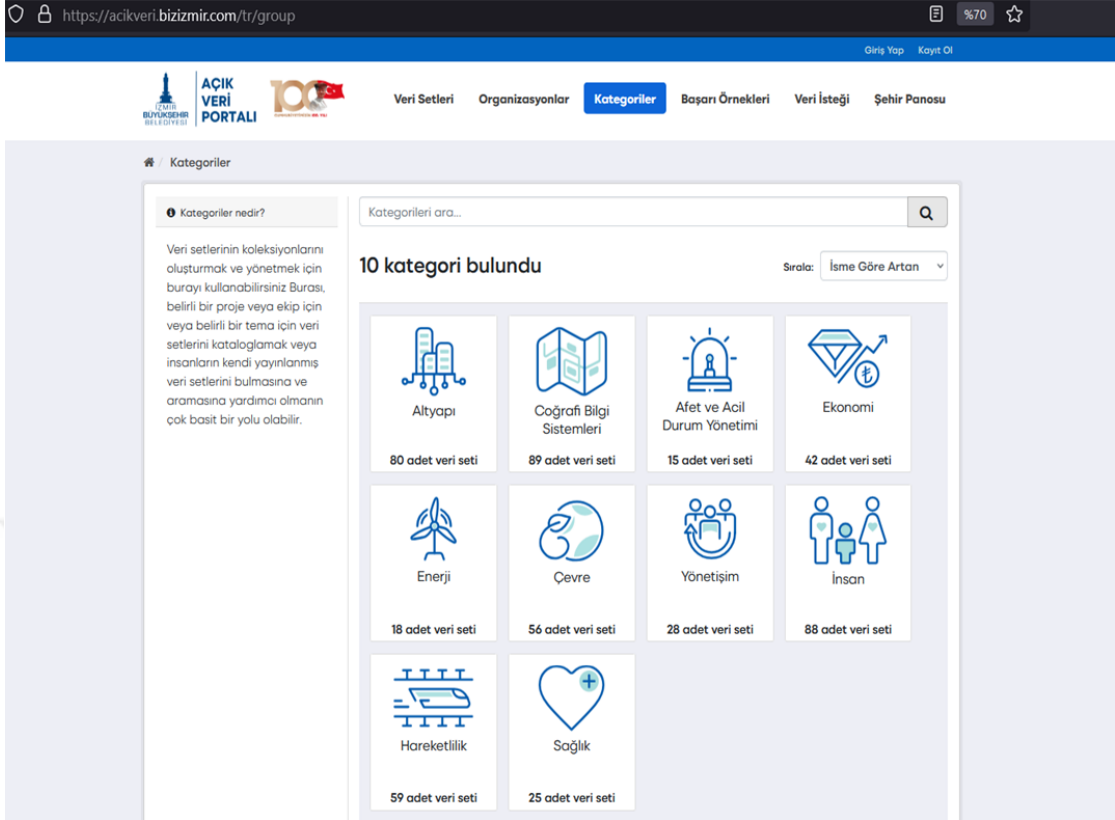 https://acikveri.bizizmir.com/tr/group
%70
Giriş Yap Kayıt Ol
İZMİR
BÜYÜKŞEHİR
BELEDİYESİ
AÇIK
VERİ
PORTALI
100
Veri Setleri Organizasyonlar Kategoriler Başarı Örnekleri Veri İsteği Şehir Panosu
/ Kategoriler
Kategoriler nedir?
Veri setlerinin koleksiyonlarını
oluşturmak ve yönetmek için
burayı kullanabilirsiniz Burası,
belirli bir proje veya ekip için
veya belirli bir tema için veri
setlerini kataloglamak veya
insanların kendi yayınlanmış
veri setlerini bulmasına ve
aramasına yardımcı olmanın
çok basit bir yolu olabilir.
Kategorileri ara...
10 kategori bulundu
Sırala: İsme Göre Artan
Altyapı
80 adet veri seti
Coğrafi Bilgi
Sistemleri
89 adet veri seti
Afet ve Acil
Durum Yönetimi
15 adet veri seti
Ekonomi
42 adet veri seti
Enerji
18 adet veri seti
Çevre
56 adet veri seti
Yönetişim
28 adet veri seti
İnsan
88 adet veri seti
Hareketlilik
59 adet veri seti
Sağlık
25 adet veri seti